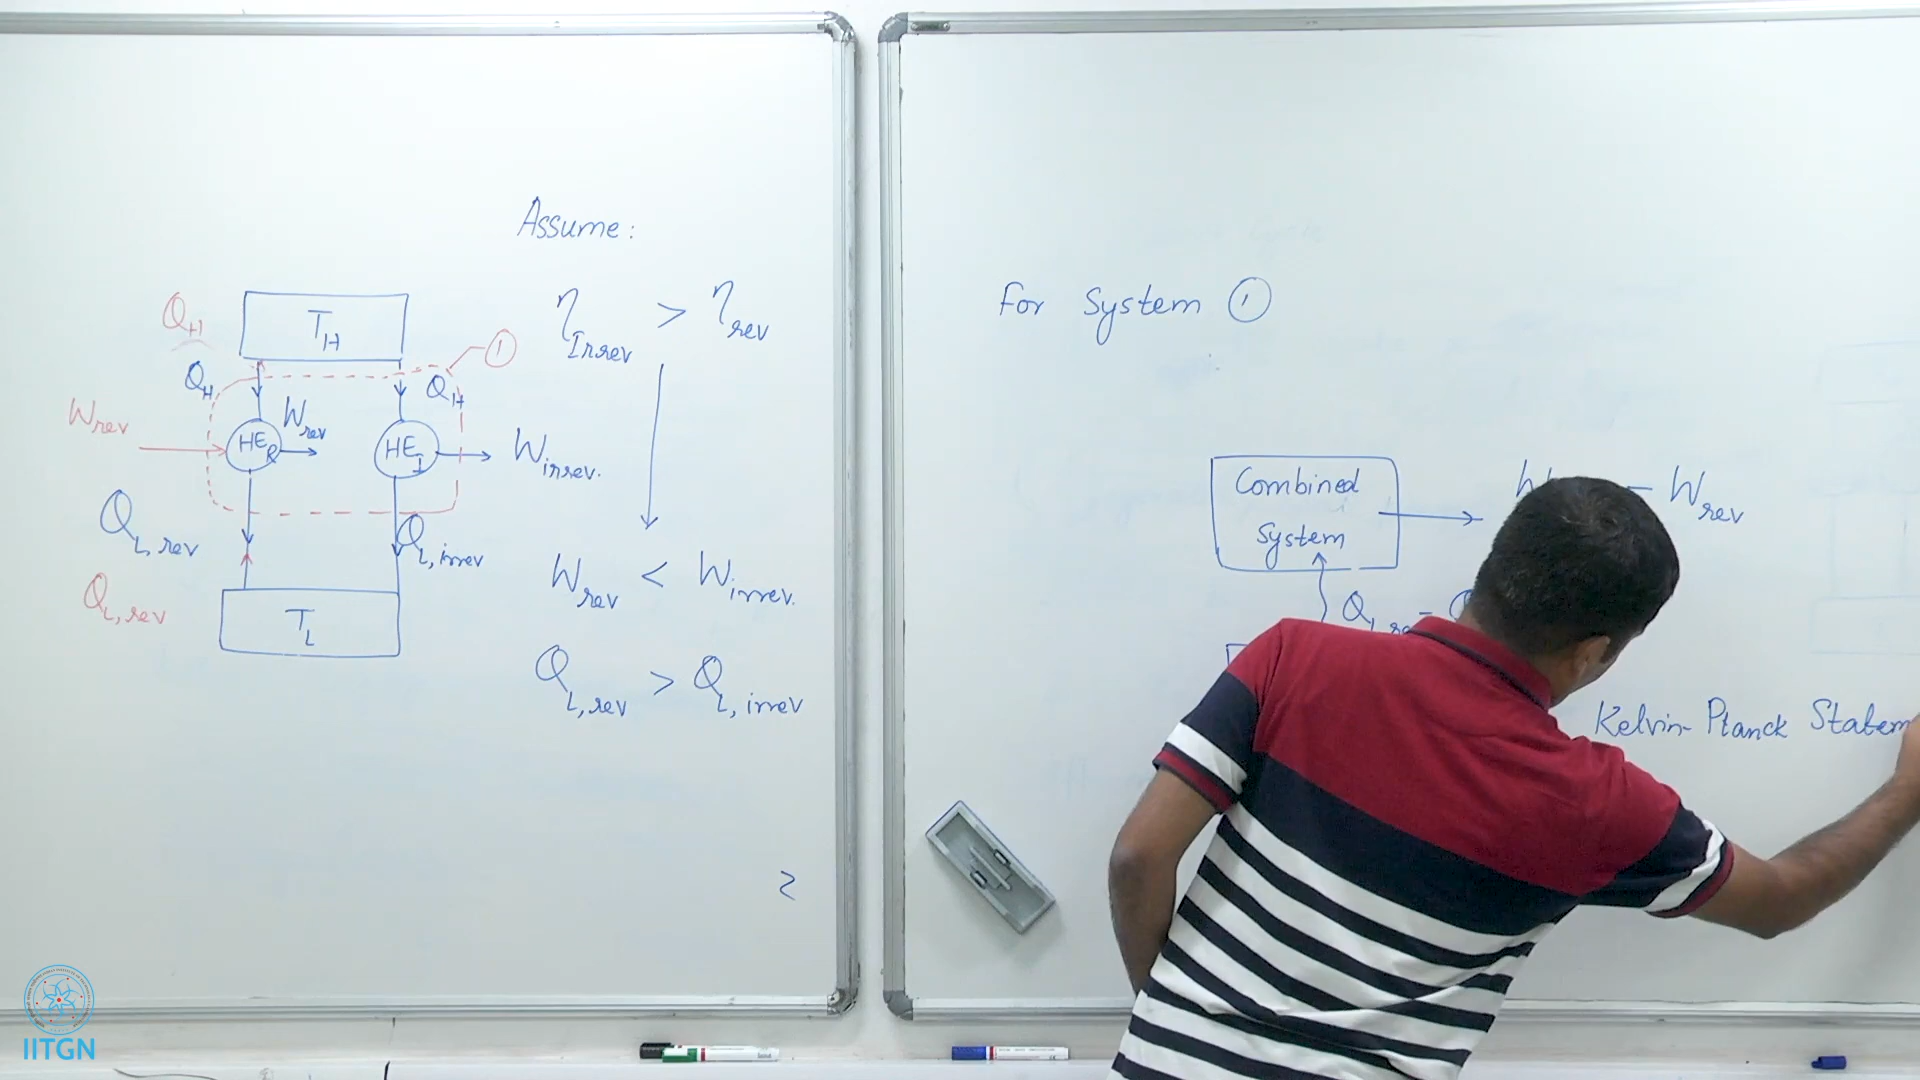 Assume:
η_Irrev > η_rev
Q_H
T_H
1
Q_H
Q_H
W_rev
W_rev
HE_R
HE_I
W_irrev.
Q_L,rev
Q_L,irrev
Q_L,rev
T_L
W_rev < W_irrev.
Q_L,rev > Q_L,irrev
2
For System 1
Combined
System
W – W_rev
Kelvin-Planck
IITGN